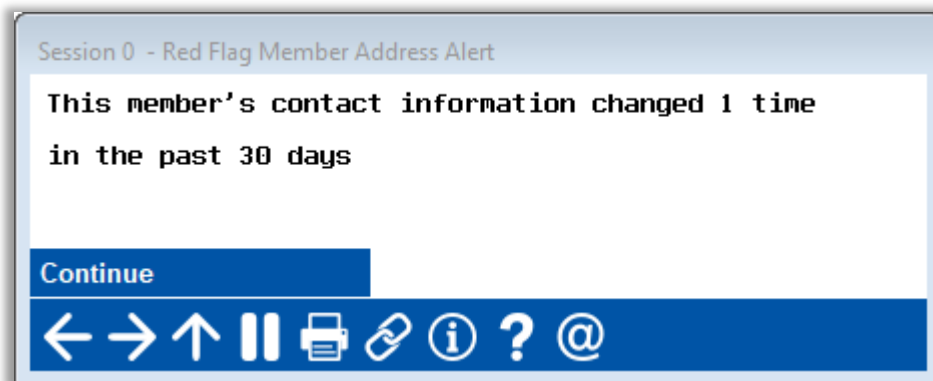 Session 0 - Red Flag Member Address Alert
This member's contact information changed 1 time
in the past 30 days
Continue